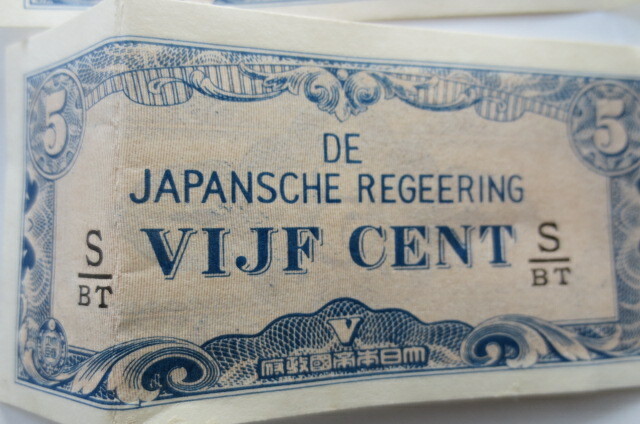 5 5
DE
JAPANSCHE REGEERING
VIJF CENT
S
BT
S
BT
V
大日本帝國政府